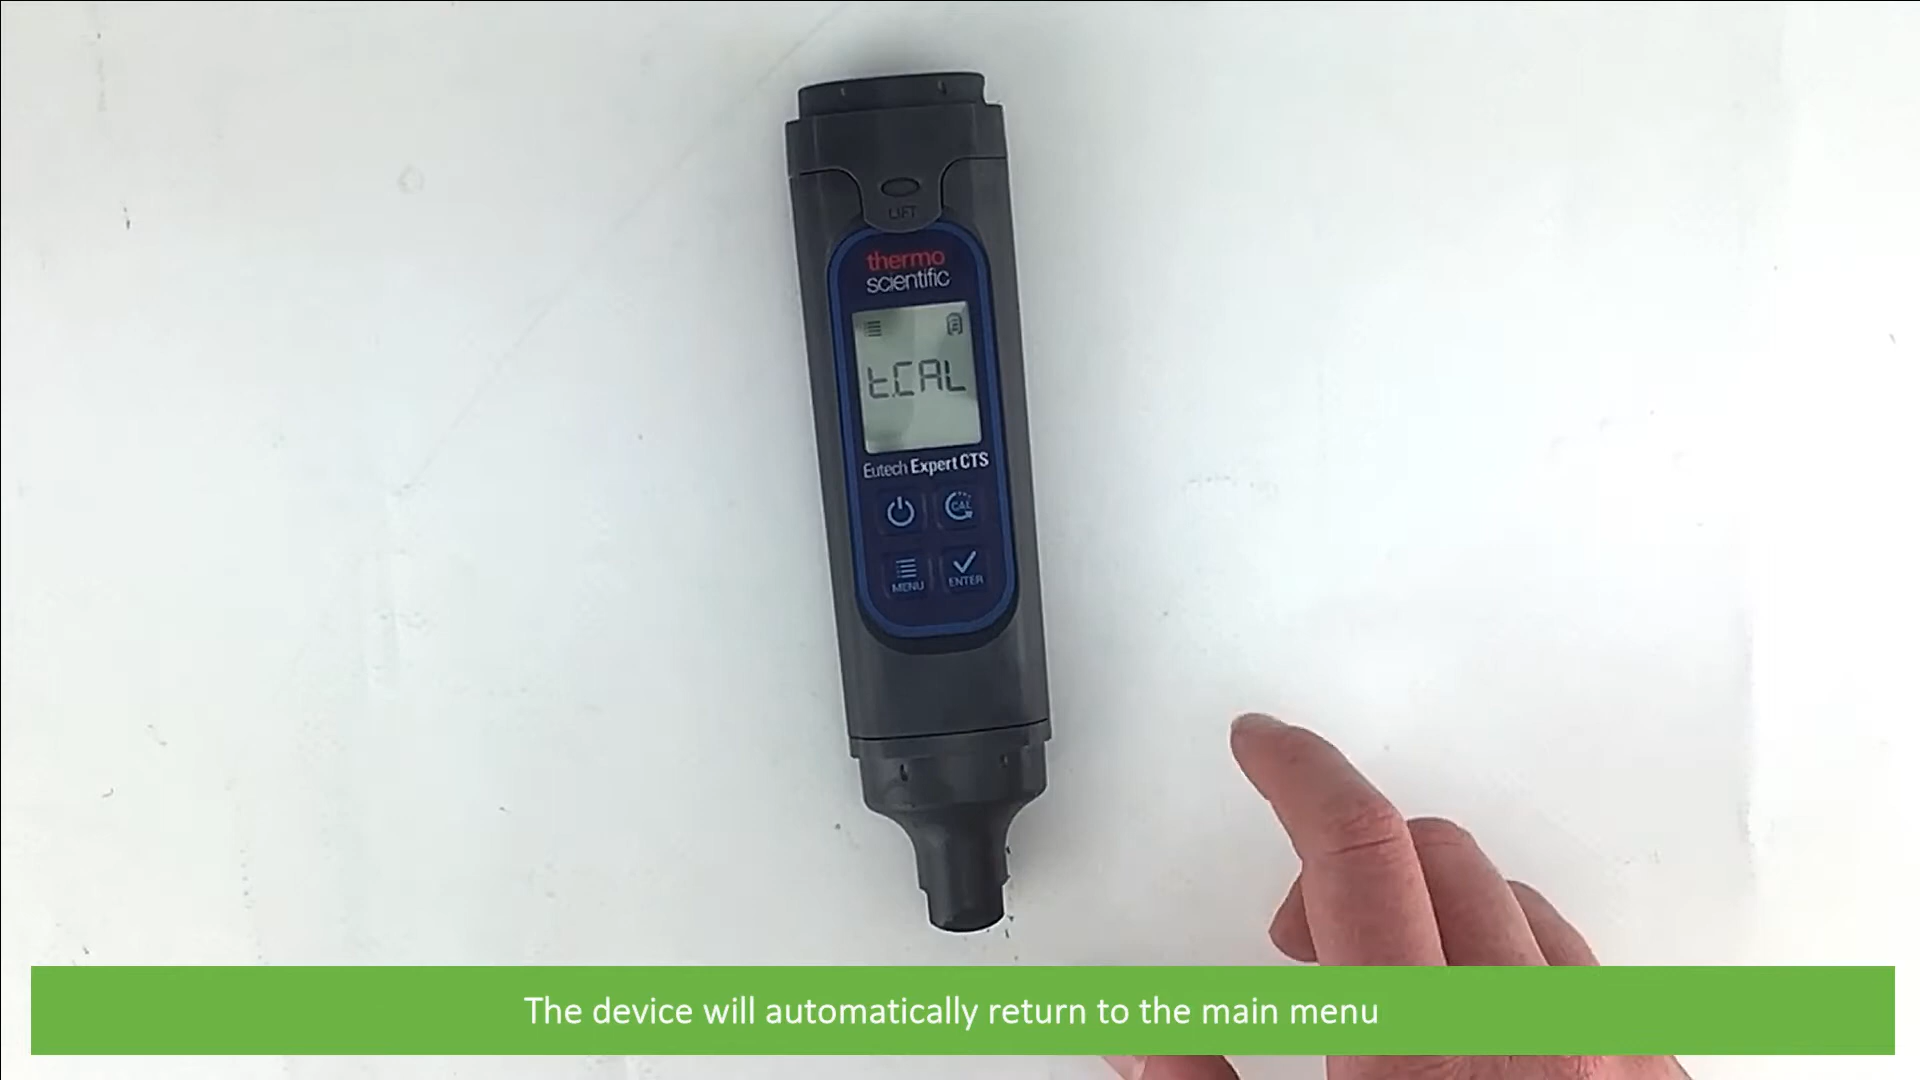 LIFT
thermo
scientific
t.CAL
Eutech Expert CTS
CAL
MENU
ENTER
The device will automatically return to the main menu